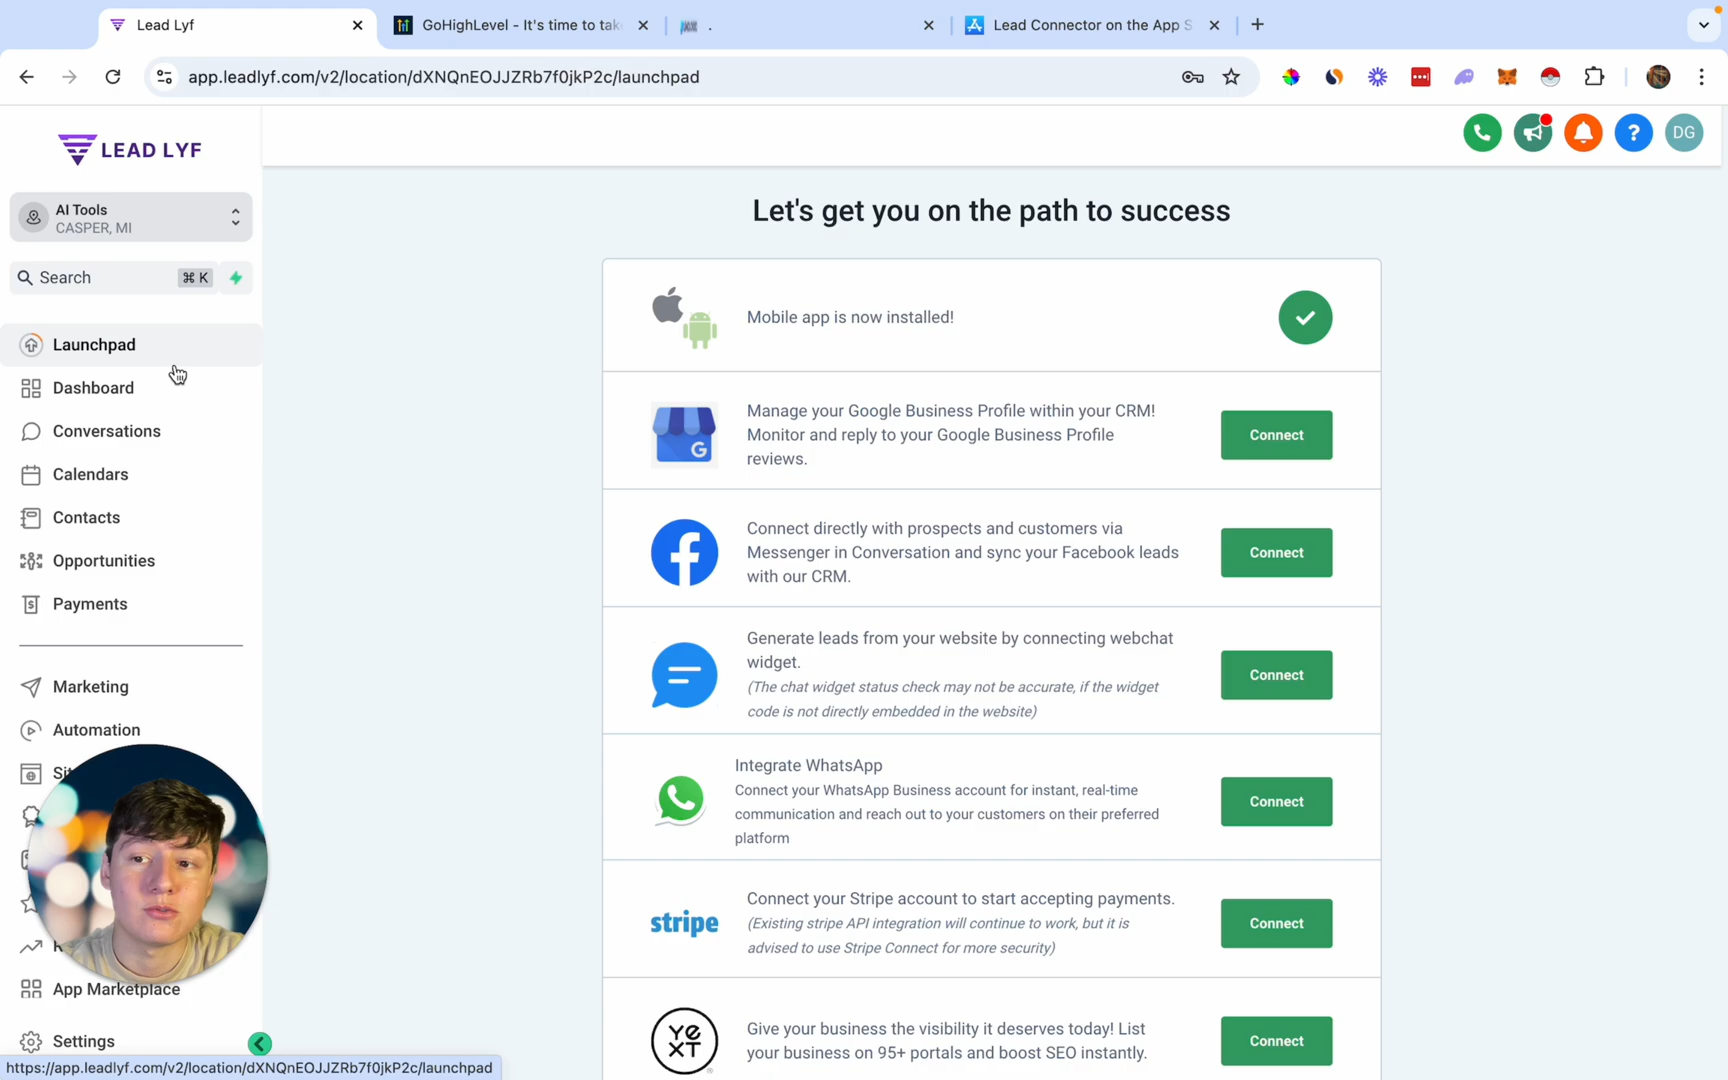 Lead Lyf
GoHighLevel - It's time to tak
.
Lead Connector on the App S
app.leadlyf.com/v2/location/dXNQnEOJJZRb7f0jkP2c/launchpad
LEAD LYF
DG
AI Tools
CASPER, MI
Search
⌘ K
Launchpad
Dashboard
Conversations
Calendars
Contacts
Opportunities
Payments
Marketing
Automation
App Marketplace
Settings
https://app.leadlyf.com/v2/location/dXNQnEOJJZRb7f0jkP2c/launchpad
Let's get you on the path to success
Mobile app is now installed!
Manage your Google Business Profile within your CRM!
Monitor and reply to your Google Business Profile
reviews.
Connect
Connect directly with prospects and customers via
Messenger in Conversation and sync your Facebook leads
with our CRM.
Connect
Generate leads from your website by connecting webchat
widget.
(The chat widget status check may not be accurate, if the widget
code is not directly embedded in the website)
Connect
Integrate WhatsApp
Connect your WhatsApp Business account for instant, real-time
communication and reach out to your customers on their preferred
platform
Connect
stripe
Connect your Stripe account to start accepting payments.
(Existing stripe API integration will continue to work, but it is
advised to use Stripe Connect for more security)
Connect
YEXT
Give your business the visibility it deserves today! List
your business on 95+ portals and boost SEO instantly.
Connect